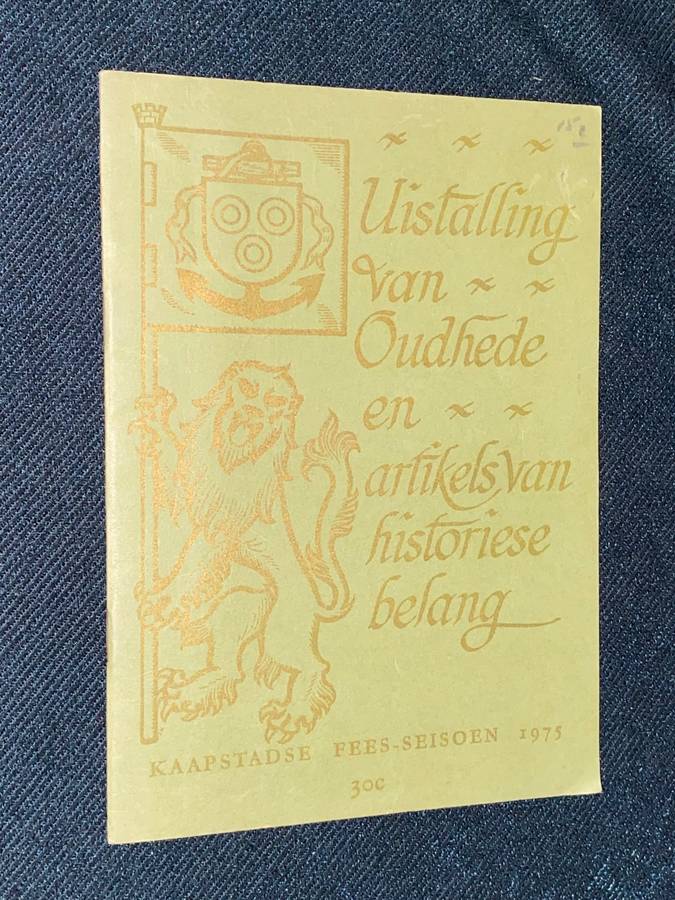 Uistalling
van
Oudhede
en
artikels van
historiese
belang
KAAPSTADSE FEES-SEISOEN 1975
30c